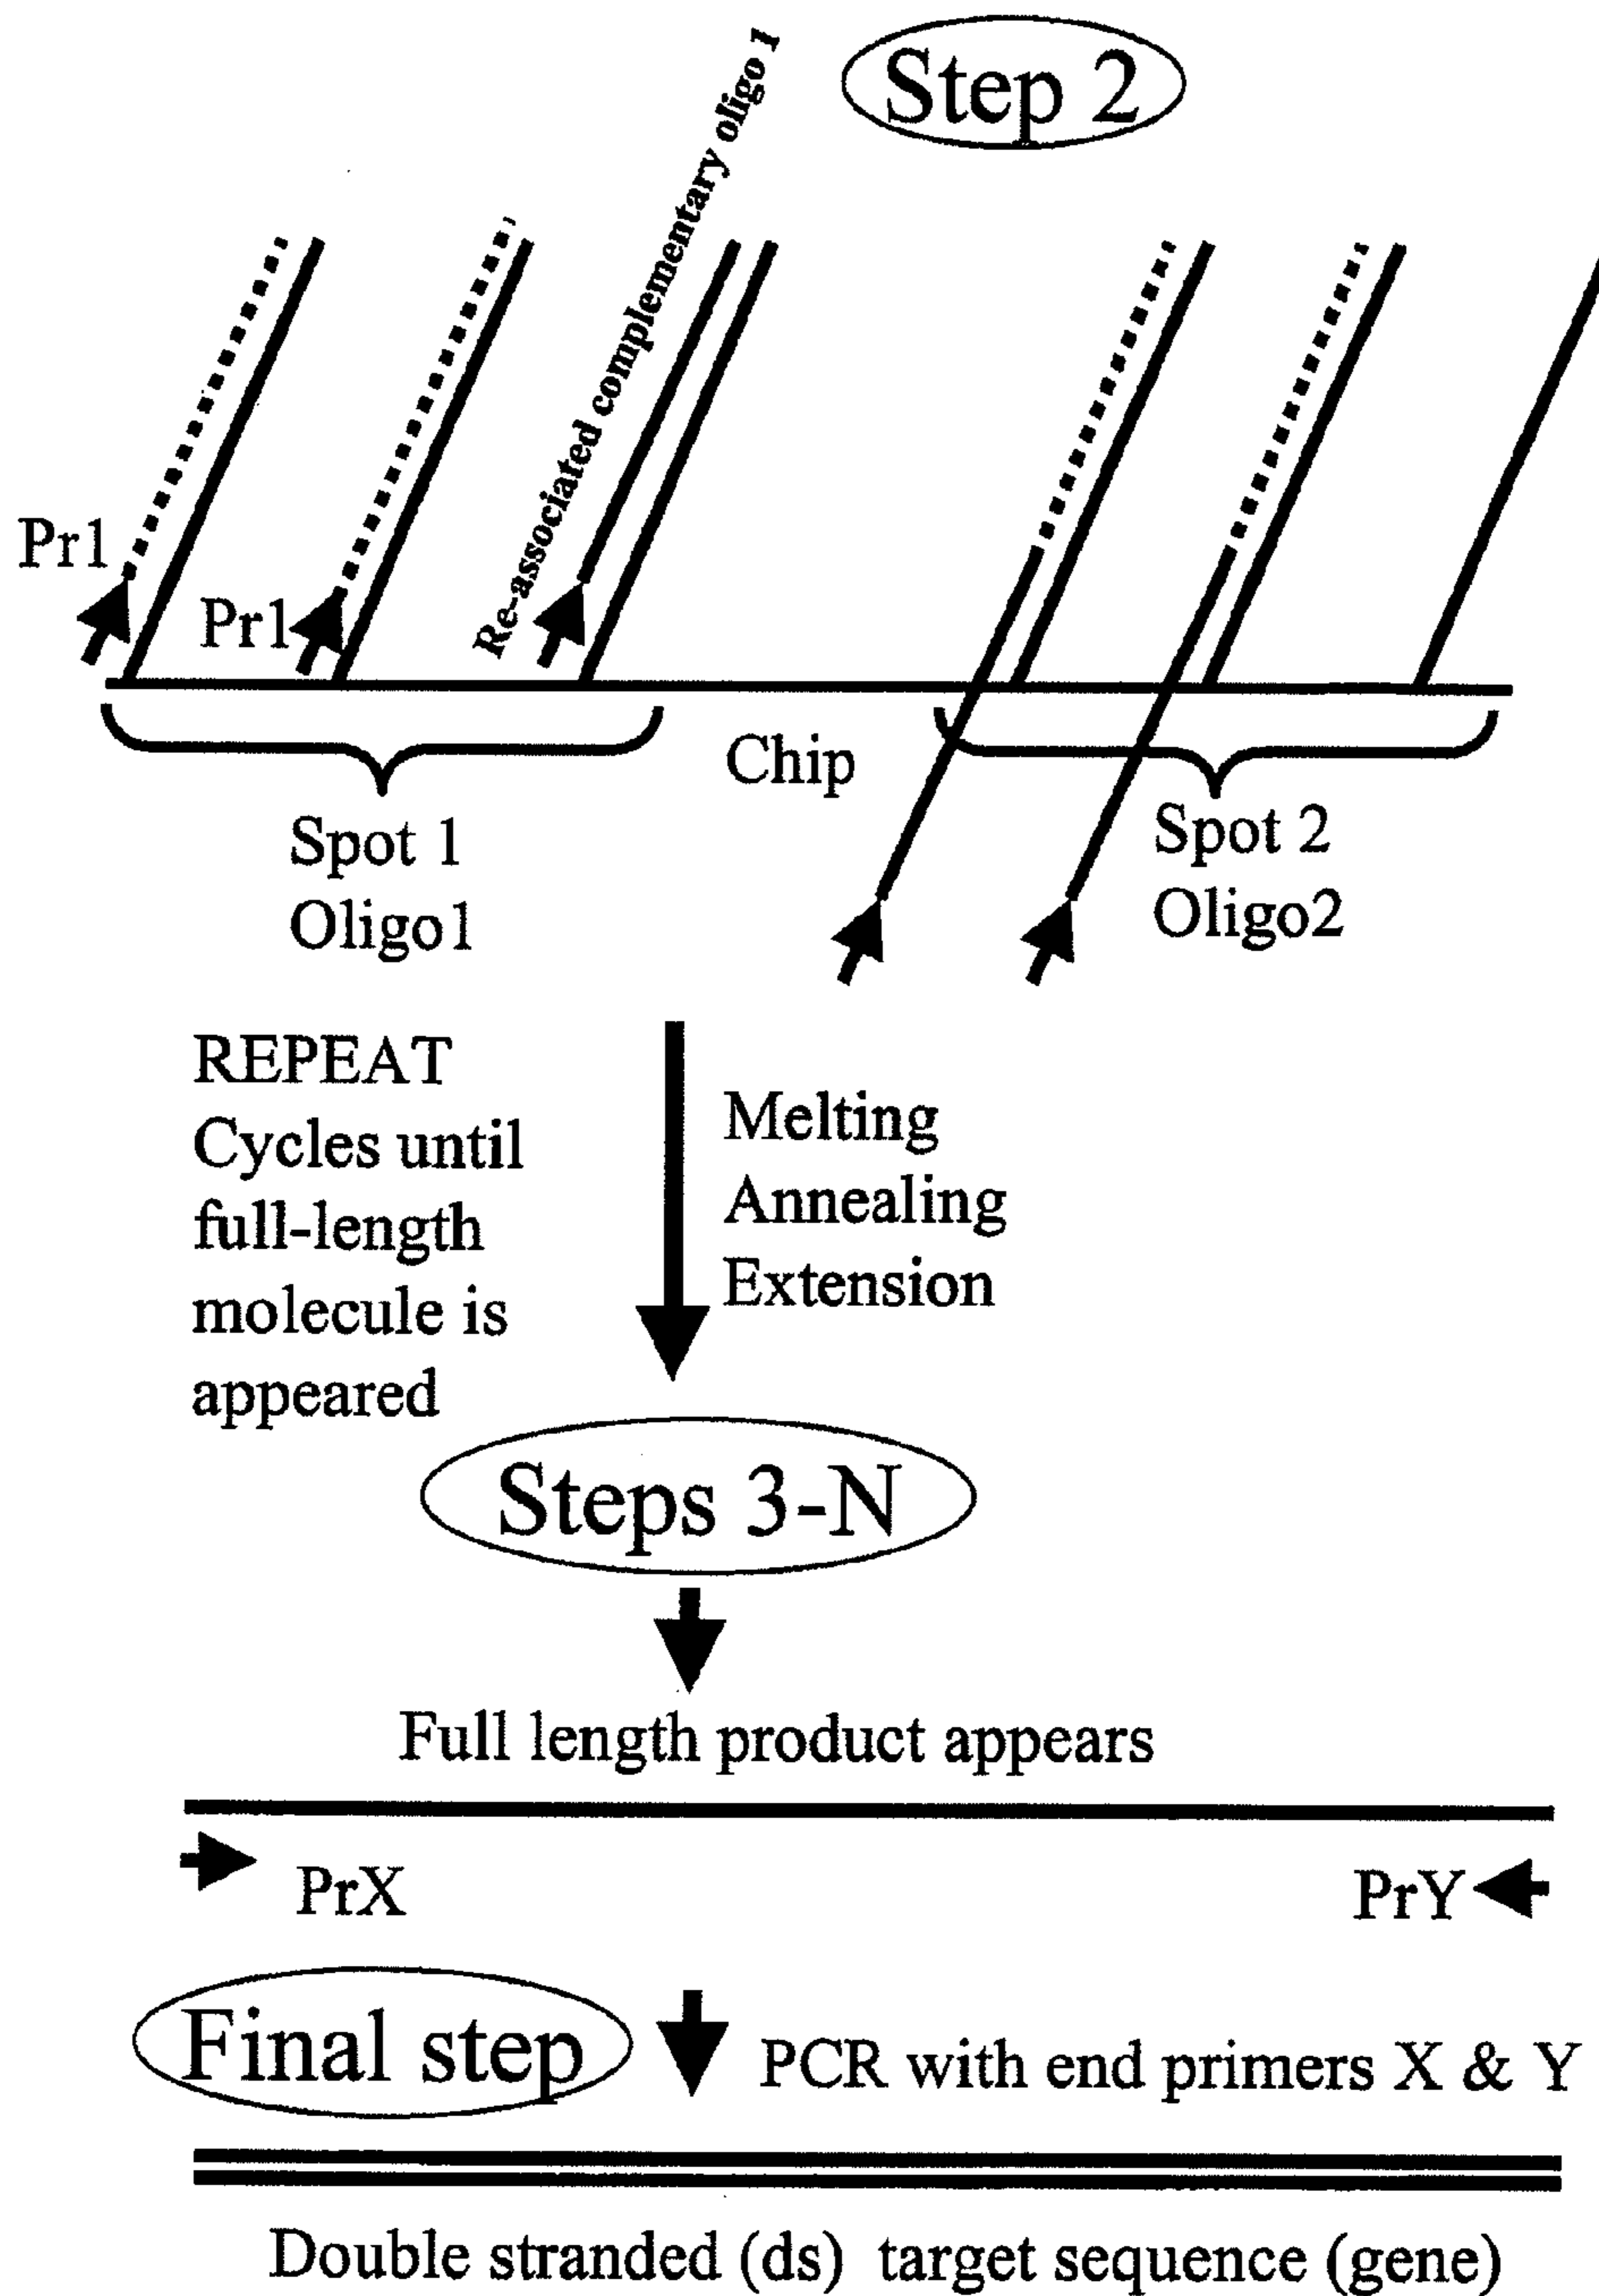 Step 2
Re-associated complementary oligo 1
Pr1
Pr1
Chip
Spot 1
Oligo1
Spot 2
Oligo2
REPEAT
Cycles until
full-length
molecule is
appeared
Melting
Annealing
Extension
Steps 3-N
Full length product appears
PrX
PrY
Final step
PCR with end primers X & Y
Double stranded (ds) target sequence (gene)